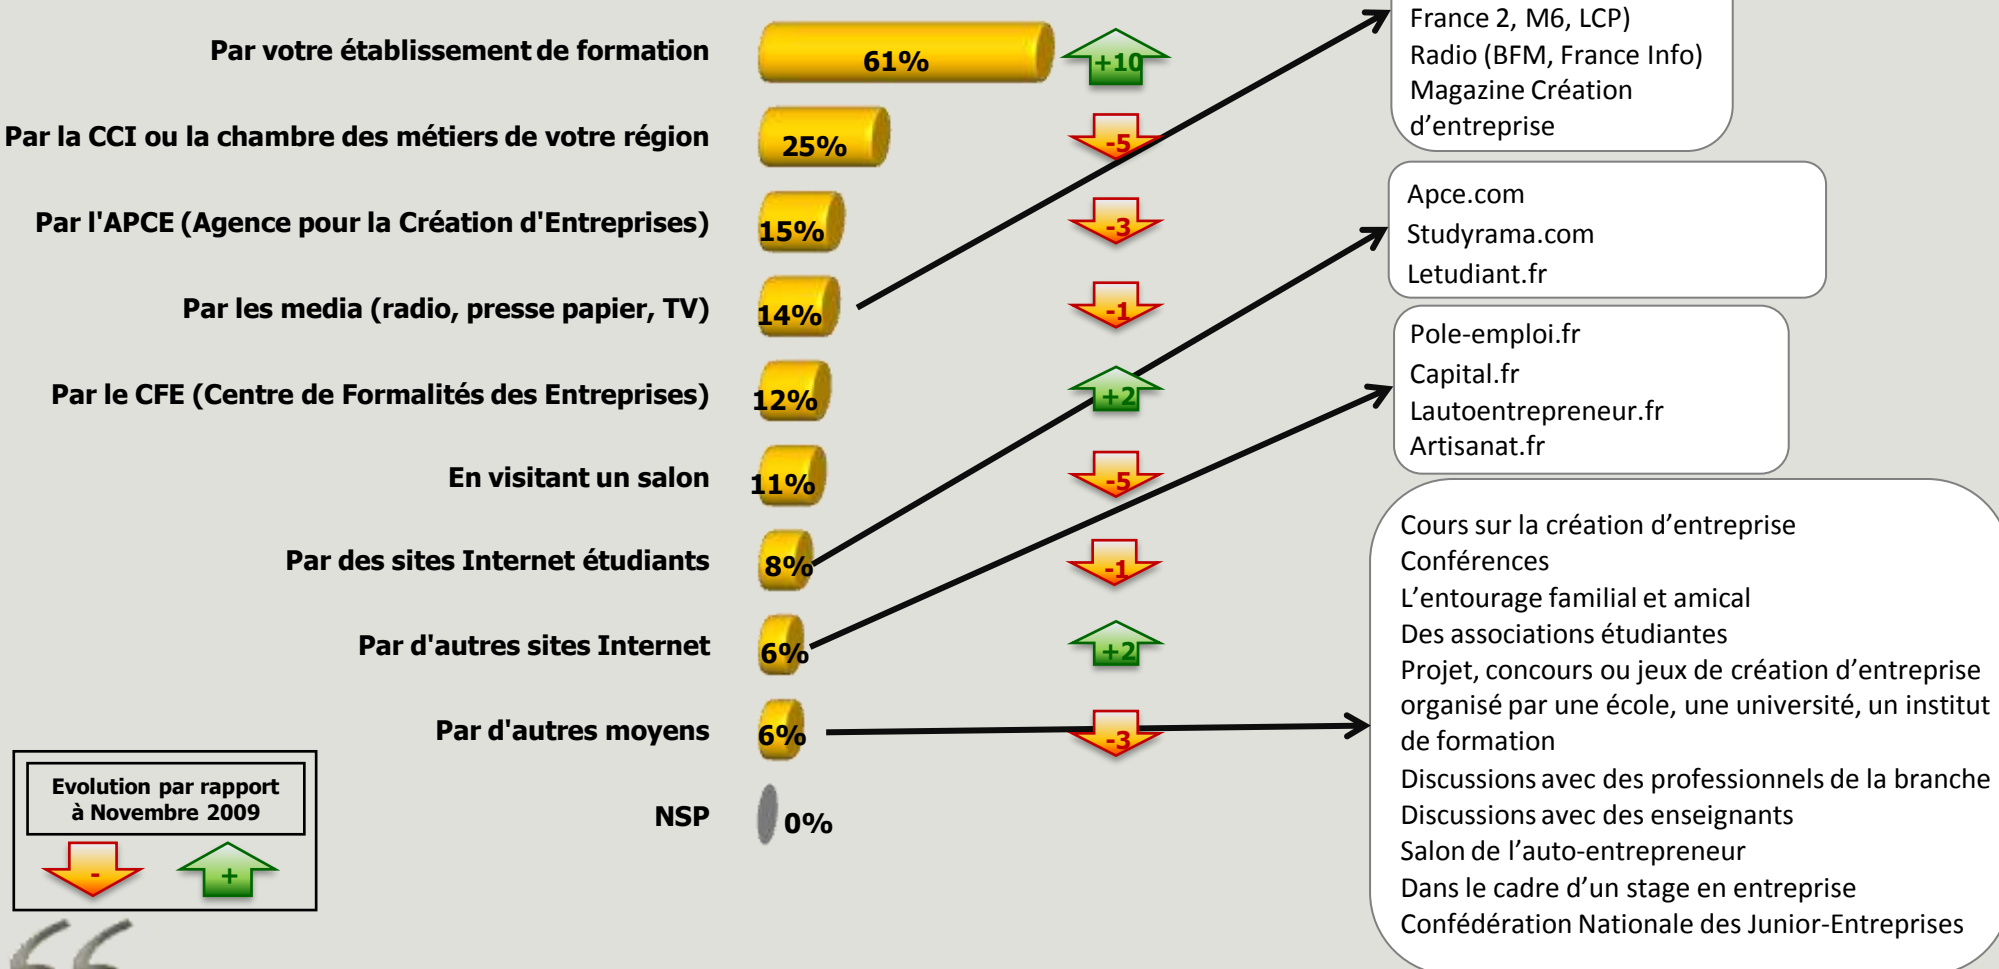 Par votre établissement de formation
61%
+10
Par la CCI ou la chambre des métiers de votre région
25%
-5
Par l'APCE (Agence pour la Création d'Entreprises)
15%
-3
Par les media (radio, presse papier, TV)
14%
-1
Par le CFE (Centre de Formalités des Entreprises)
12%
+2
En visitant un salon
11%
-5
Par des sites Internet étudiants
8%
-1
Par d'autres sites Internet
6%
+2
Par d'autres moyens
6%
-3
NSP
0%
Evolution par rapport
à Novembre 2009
-
+
France 2, M6, LCP)
Radio (BFM, France Info)
Magazine Création
d’entreprise
Apce.com
Studyrama.com
Letudiant.fr
Pole-emploi.fr
Capital.fr
Lautoentrepreneur.fr
Artisanat.fr
Cours sur la création d’entreprise
Conférences
L’entourage familial et amical
Des associations étudiantes
Projet, concours ou jeux de création d’entreprise
organisé par une école, une université, un institut
de formation
Discussions avec des professionnels de la branche
Discussions avec des enseignants
Salon de l’auto-entrepreneur
Dans le cadre d’un stage en entreprise
Confédération Nationale des Junior-Entreprises